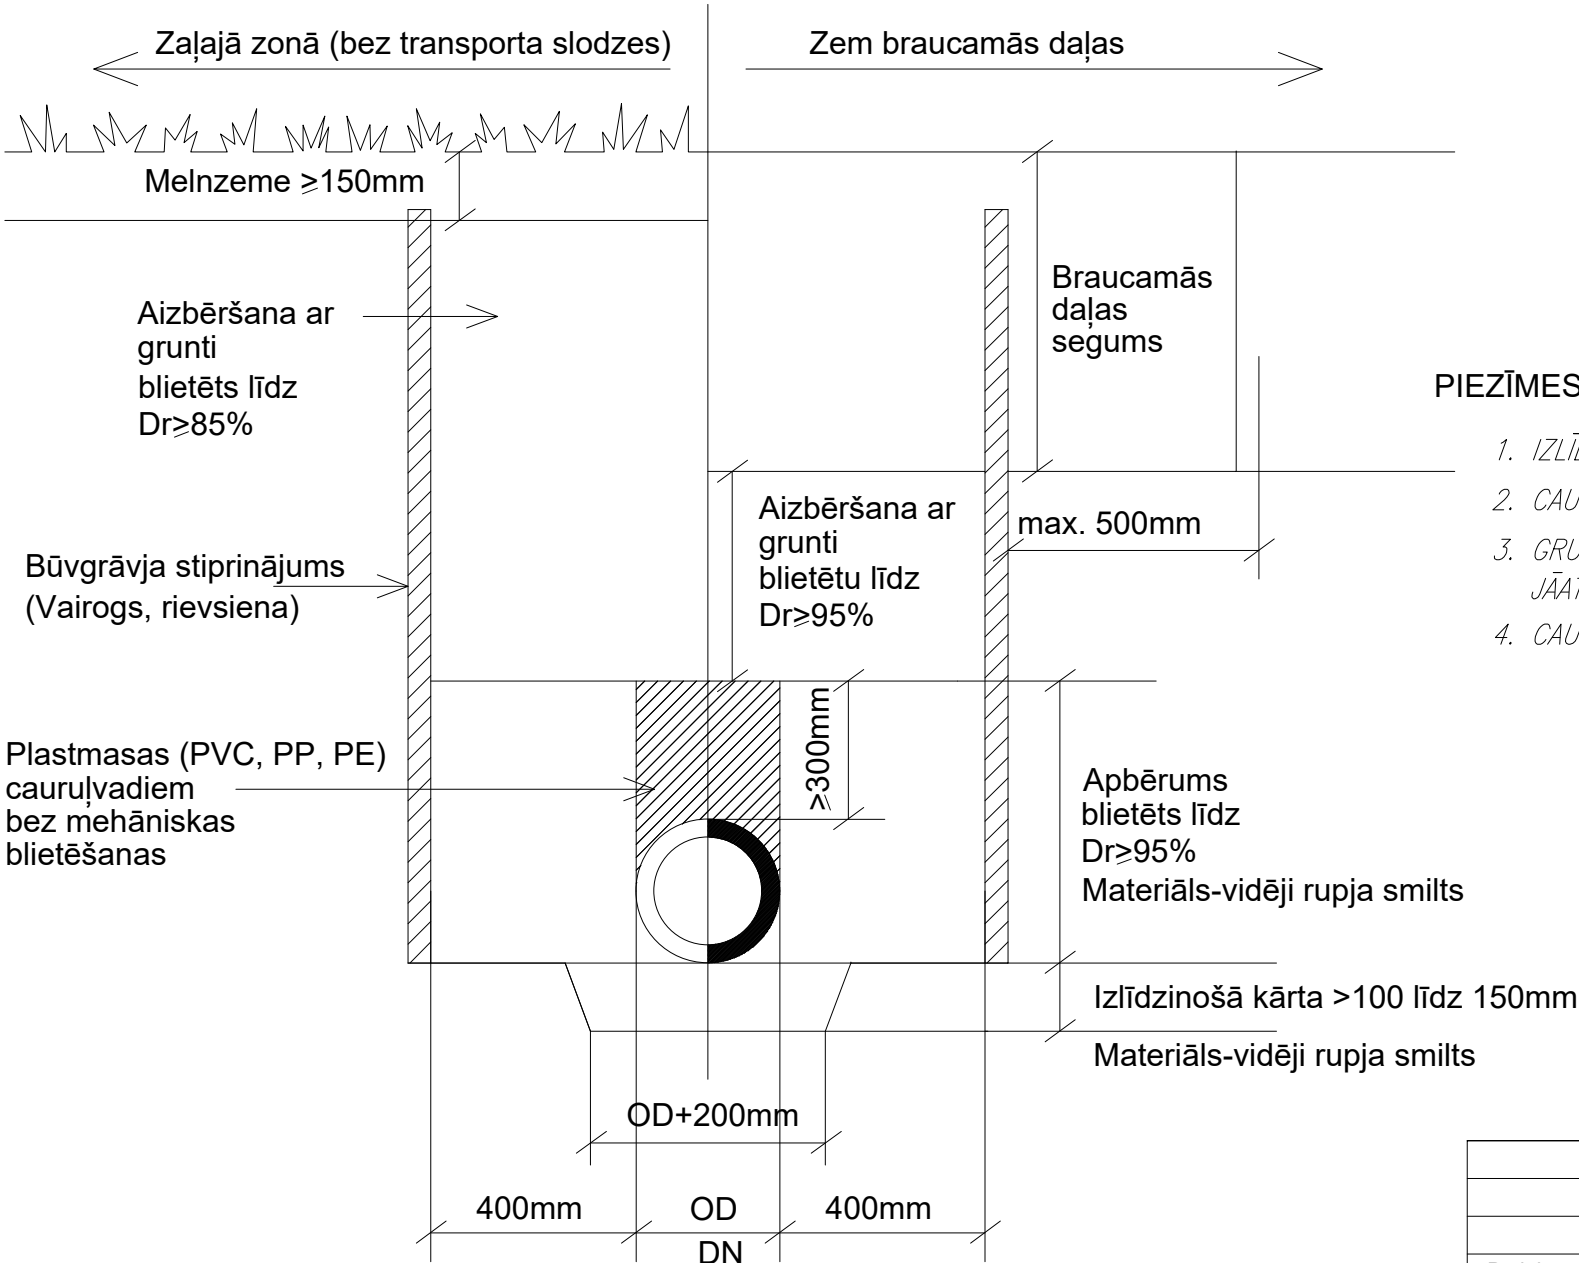 Zaļajā zonā (bez transporta slodzes)
Zem braucamās daļas
Melnzeme ≥150mm
Aizbēršana ar
grunti
blietēts līdz
Dr≥85%
Braucamās
daļas
segums
PIEZĪMES
1.
2.
3.
4.
Aizbēršana ar
grunti
blietētu līdz
Dr≥95%
max. 500mm
Būvgrāvja stiprinājums
(Vairogs, rievsiena)
≥300mm
Plastmasas (PVC, PP, PE)
cauruļvadiem
bez mehāniskas
blietēšanas
Apbērums
blietēts līdz
Dr≥95%
Materiāls-vidēji rupja smilts
Izlīdzinošā kārta >100 līdz 150mm
Materiāls-vidēji rupja smilts
OD+200mm
400mm
OD
400mm
DN